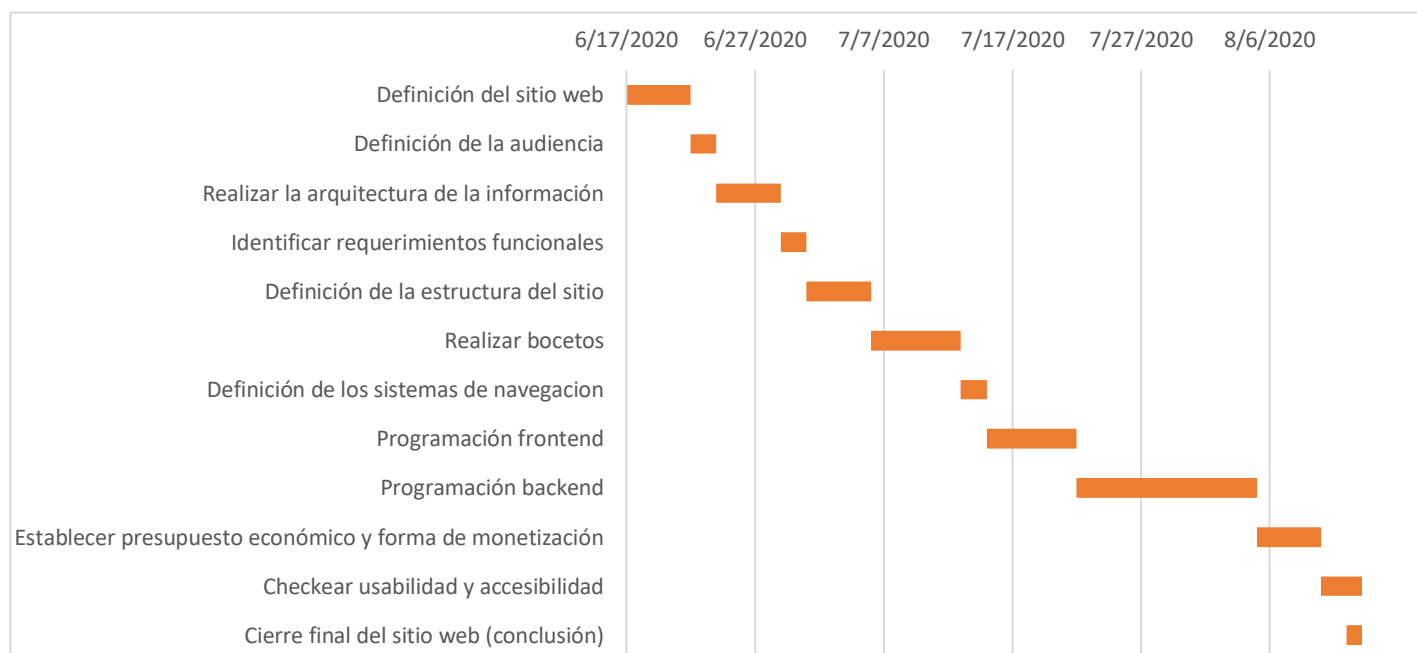 6/17/2020 6/27/2020 7/7/2020 7/17/2020 7/27/2020 8/6/2020
Definición del sitio web
Definición de la audiencia
Realizar la arquitectura de la información
Identificar requerimientos funcionales
Definición de la estructura del sitio
Realizar bocetos
Definición de los sistemas de navegacion
Programación frontend
Programación backend
Establecer presupuesto económico y forma de monetización
Checkear usabilidad y accesibilidad
Cierre final del sitio web (conclusión)